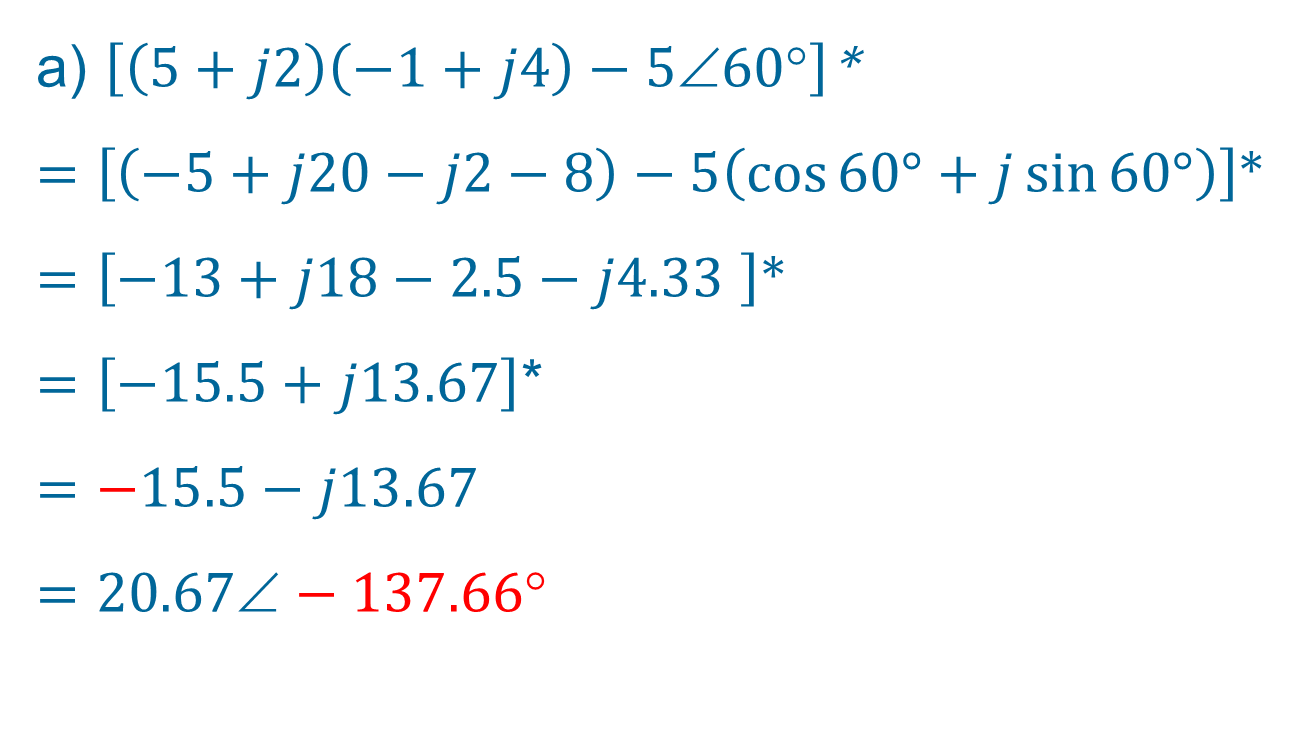 a) [(5 + j2)(−1 + j4) − 5∠60°]*
= [(−5 + j20 − j2 − 8) − 5(cos 60° + j sin 60°)]*
= [−13 + j18 − 2.5 − j4.33 ]*
= [−15.5 + j13.67]*
= −15.5 − j13.67
= 20.67∠ − 137.66°